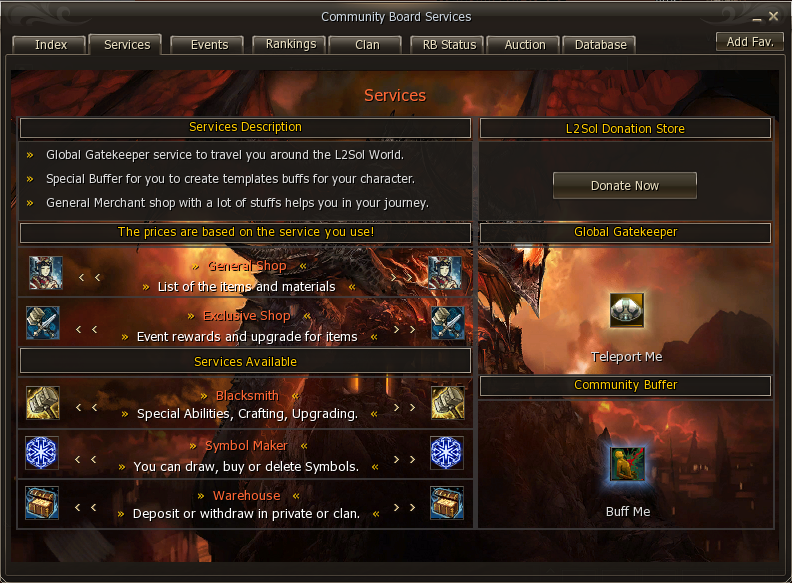 Community Board Services
Index
Services
Events
Rankings
Clan
RB Status
Auction
Database
Add Fav.
Services
Services Description
» Global Gatekeeper service to travel you around the L2Sol World.
» Special Buffer for you to create templates buffs for your character.
» General Merchant shop with a lot of stuffs helps you in your journey.
The prices are based on the service you use!
» General Shop «
< < » List of the items and materials « > >
» Exclusive Shop «
< < » Event rewards and upgrade for items « > >
Services Available
» Blacksmith «
< < » Special Abilities, Crafting, Upgrading. « > >
» Symbol Maker «
< < » You can draw, buy or delete Symbols. « > >
» Warehouse «
< < » Deposit or withdraw in private or clan. « > >
L2Sol Donation Store
Donate Now
Global Gatekeeper
Teleport Me
Community Buffer
Buff Me